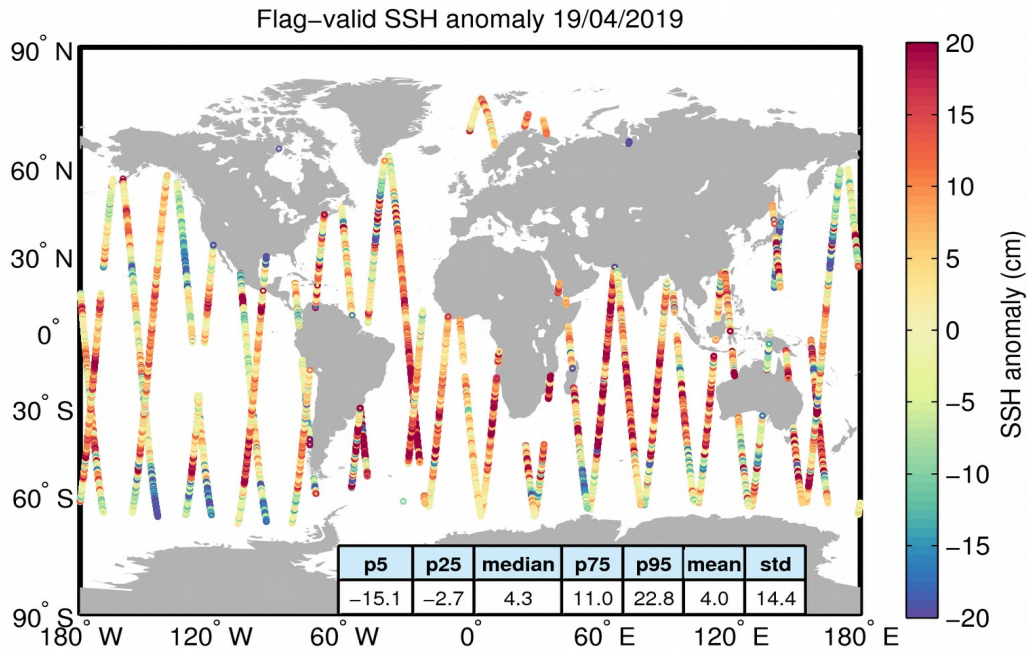 Flag−valid SSH anomaly 19/04/2019
90° N
60° N
30° N
0°
30° S
60° S
90° S
180° W
120° W
60° W
0°
60° E
120° E
180° E
p5 p25 median p75 p95 mean std
−15.1 −2.7 4.3 11.0 22.8 4.0 14.4
20
15
10
5
0
−5
−10
−15
−20
SSH anomaly (cm)